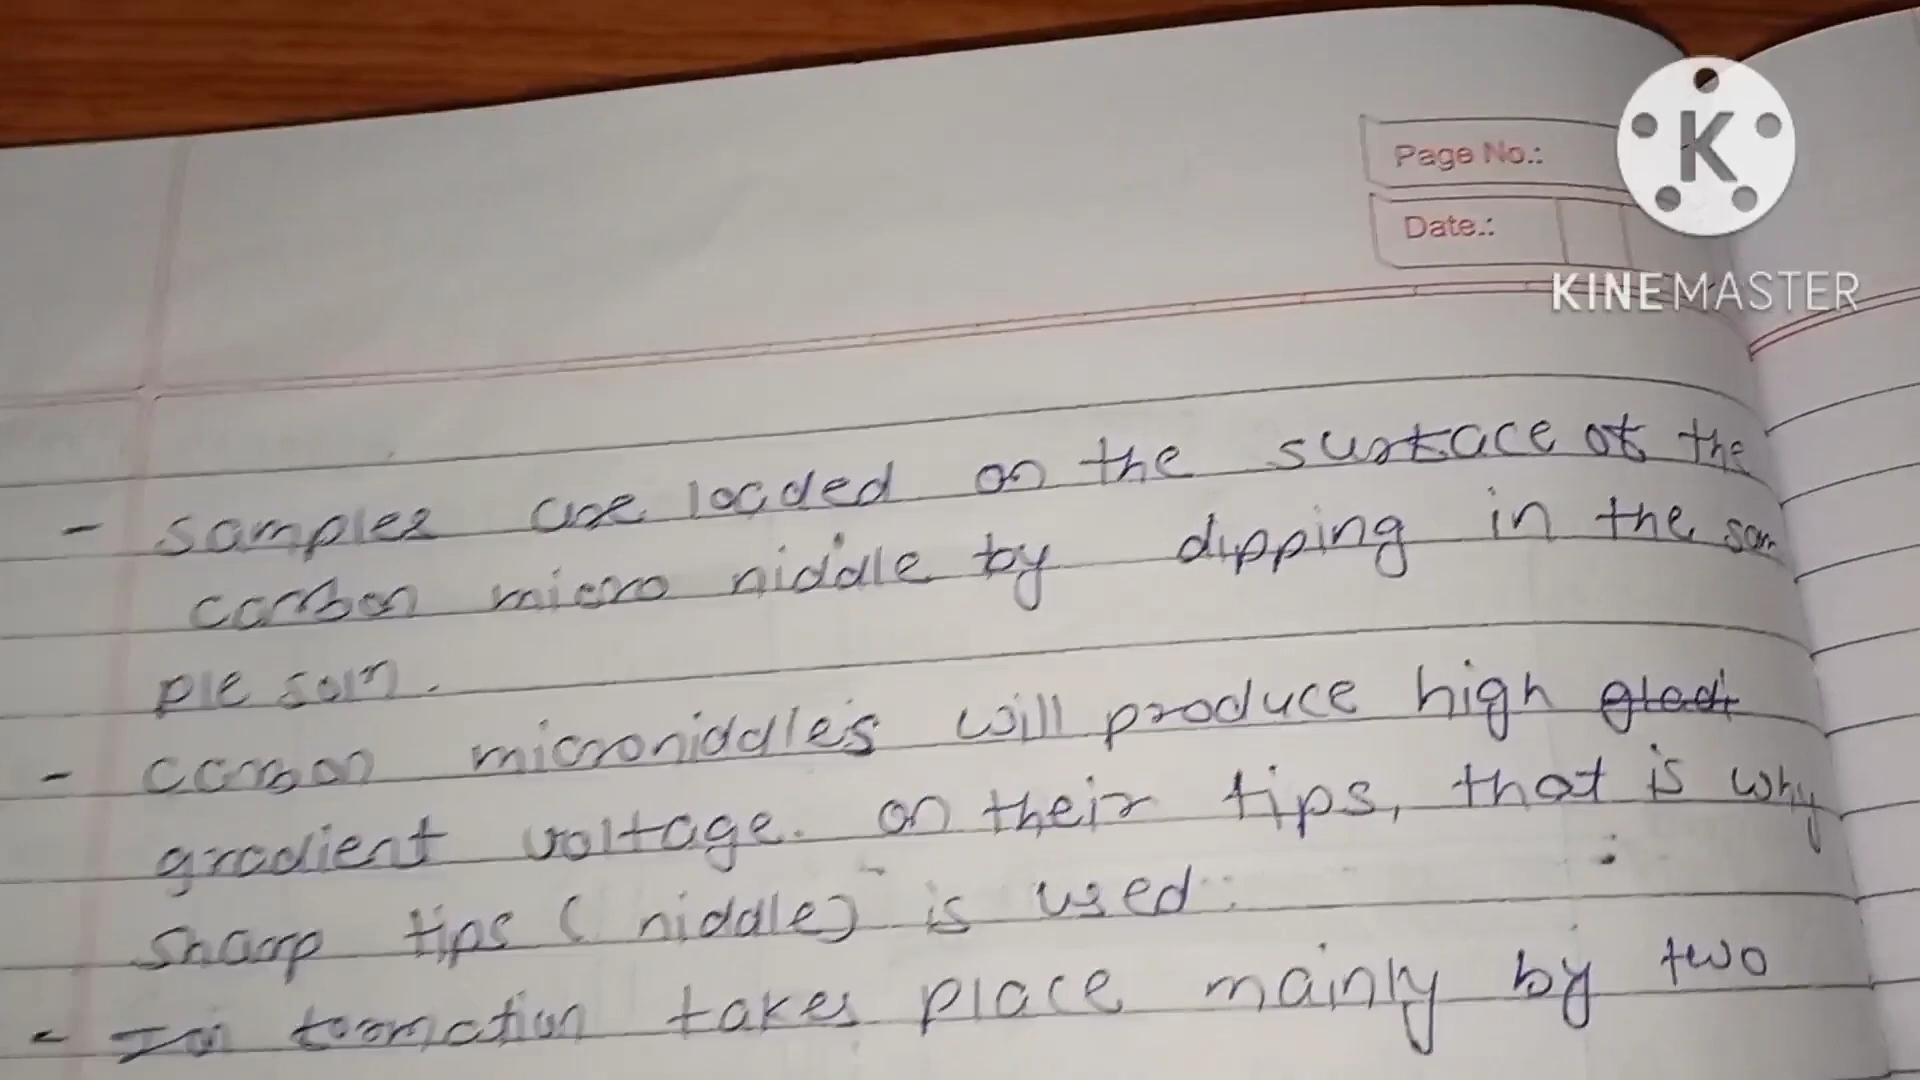 Page No.:
Date.:
K
KINEMASTER
- samples are loaded on the surface of the
carbon micro niddle by dipping in the sam
ple soln.
- carbon microniddles will produce high gladi
gradient voltage. on their tips, that is why
sharp tips (niddle) is used.
- Ion formation takes place mainly by two